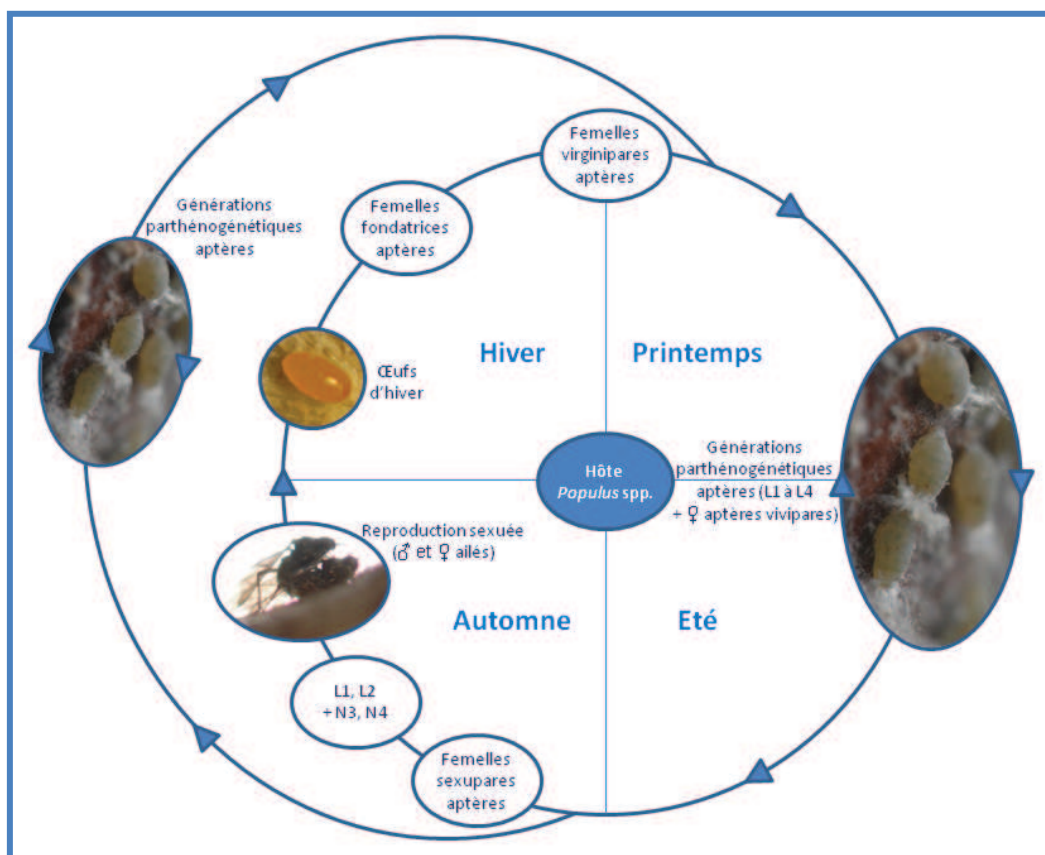 Femelles
virginipares
aptères
Femelles
fondatrices
aptères
Générations
parthénogénétiques
aptères
Hiver
Printemps
Œufs
d'hiver
Hôte
Populus spp.
Générations
parthénogénétiques
aptères (L1 à L4
+ ♀ aptères vivipares)
Reproduction sexuée
(♂ et ♀ ailés)
Automne
Eté
L1, L2
+ N3, N4
Femelles
sexupares
aptères